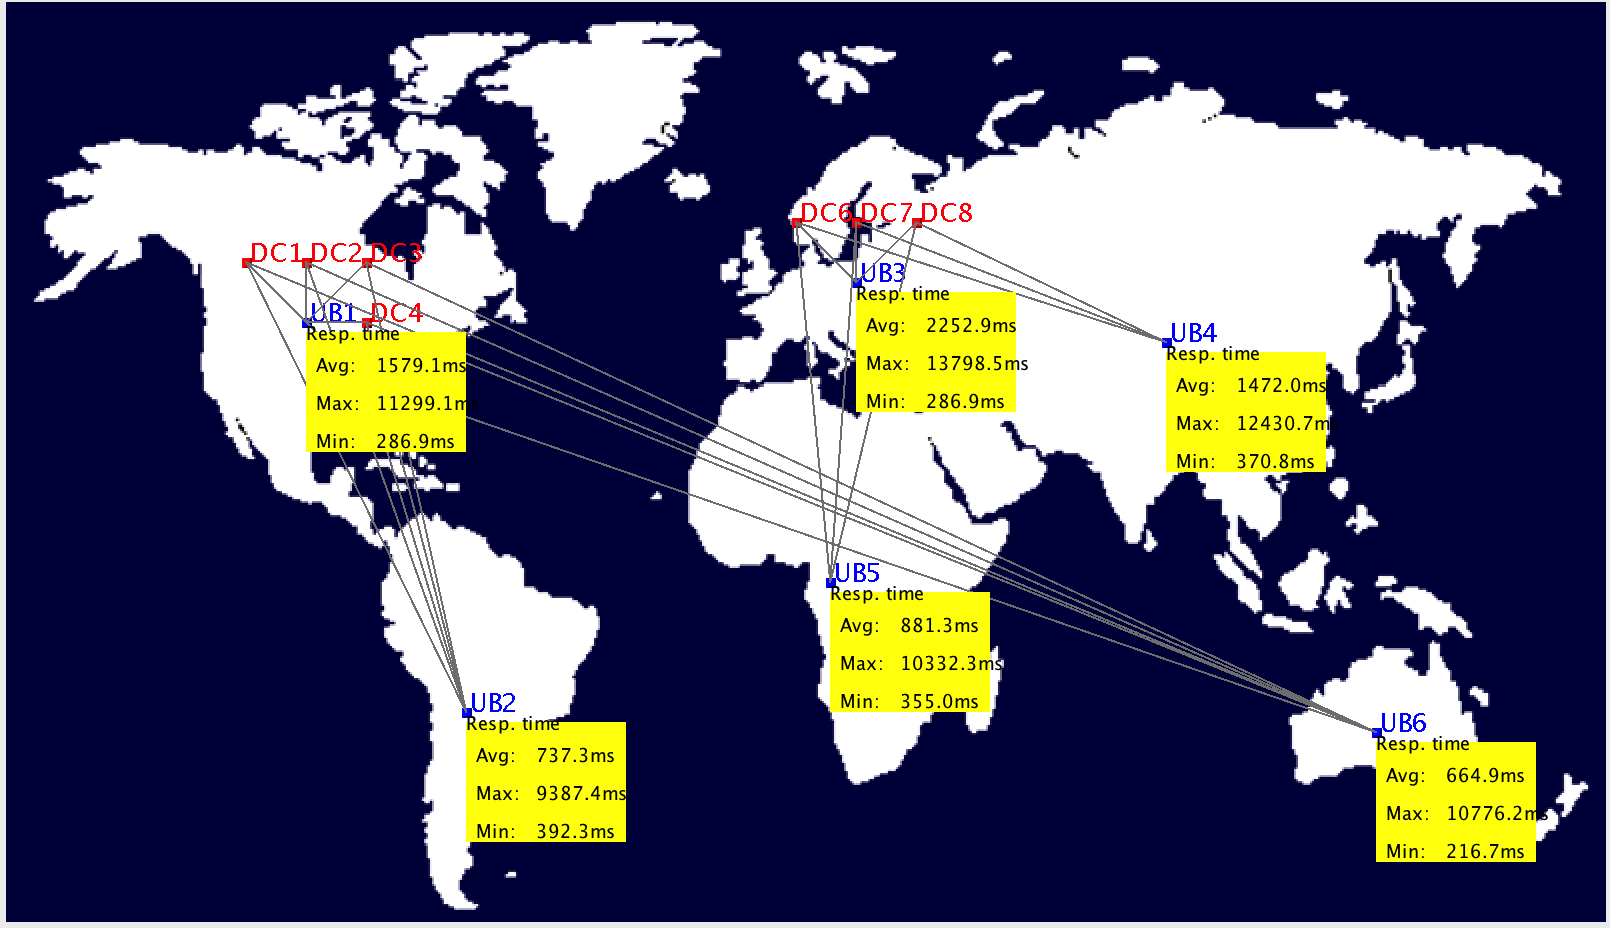 DC6 DC7 DC8
DC1 DC2 DC3
UB3
Resp. time
Avg: 2252.9ms
Max: 13798.5ms
Min: 286.9ms
UB1 DC4
Resp. time
Avg: 1579.1ms
Max: 11299.1ms
Min: 286.9ms
UB4
Resp. time
Avg: 1472.0ms
Max: 12430.7ms
Min: 370.8ms
UB5
Resp. time
Avg: 881.3ms
Max: 10332.3ms
Min: 355.0ms
UB2
Resp. time
Avg: 737.3ms
Max: 9387.4ms
Min: 392.3ms
UB6
Resp. time
Avg: 664.9ms
Max: 10776.2ms
Min: 216.7ms